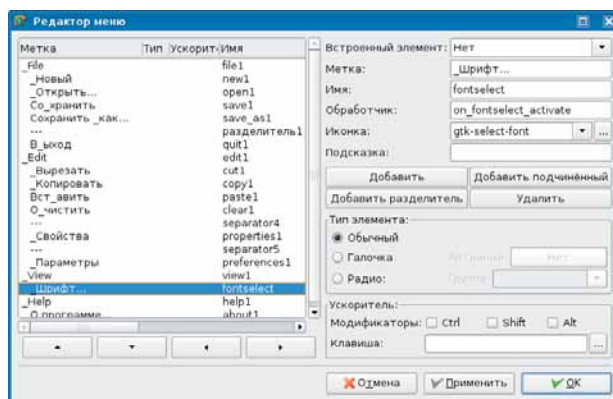 Редактор меню
Метка Тип Ускорит Имя
_File file1
_Новый new1
_Открыть... open1
Со_хранить save1
Сохранить _как... save_as1
--- разделитель1
В_ыход quit1
_Edit edit1
_Вырезать cut1
_Копировать copy1
Вст_авить paste1
О_чистить clear1
--- separator4
_Свойства properties1
--- separator5
_Параметры preferences1
_View view1
_Шрифт... fontselect
_Help help1
_О программе... about1
Встроенный элемент: Нет
Метка: _Шрифт...
Имя: fontselect
Обработчик: on_fontselect_activate
Иконка: gtk-select-font ...
Подсказка:
Добавить Добавить подчинённый
Добавить разделитель Удалить
Тип элемента:
Обычный
Галочка Нет
Радио:
Ускоритель:
Модификаторы: Ctrl Shift Alt
Клавиша: ...
Отмена Применить OK